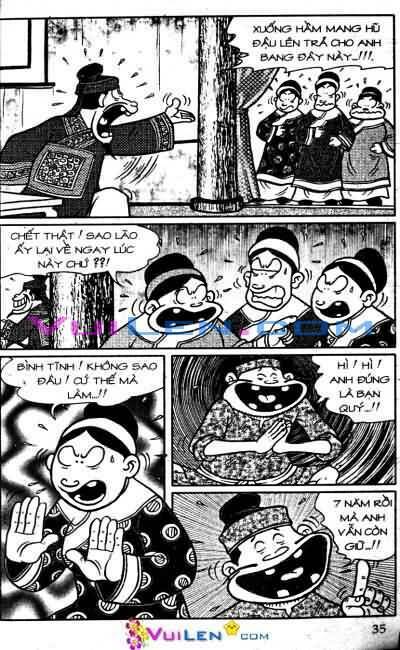 XUỐNG HẦM MANG HŨ
ĐẬU LÊN TRẢ CHO ANH
BANG ĐÂY NÀY...!!!.
CHẾT THẬT! SAO LÃO
ẤY LẠI VỀ NGAY LÚC
NÀY CHỨ ??!
VuiLen.com
BÌNH TĨNH! KHÔNG SAO
ĐÂU! CỨ THẾ MÀ
LÀM...!!
HÌ! HÌ!
ANH ĐÚNG
LÀ BẠN
QUÝ...!!
7 NĂM RỒI
MÀ ANH
VẪN CÒN
GIỮ...!!
35
VuiLen.com